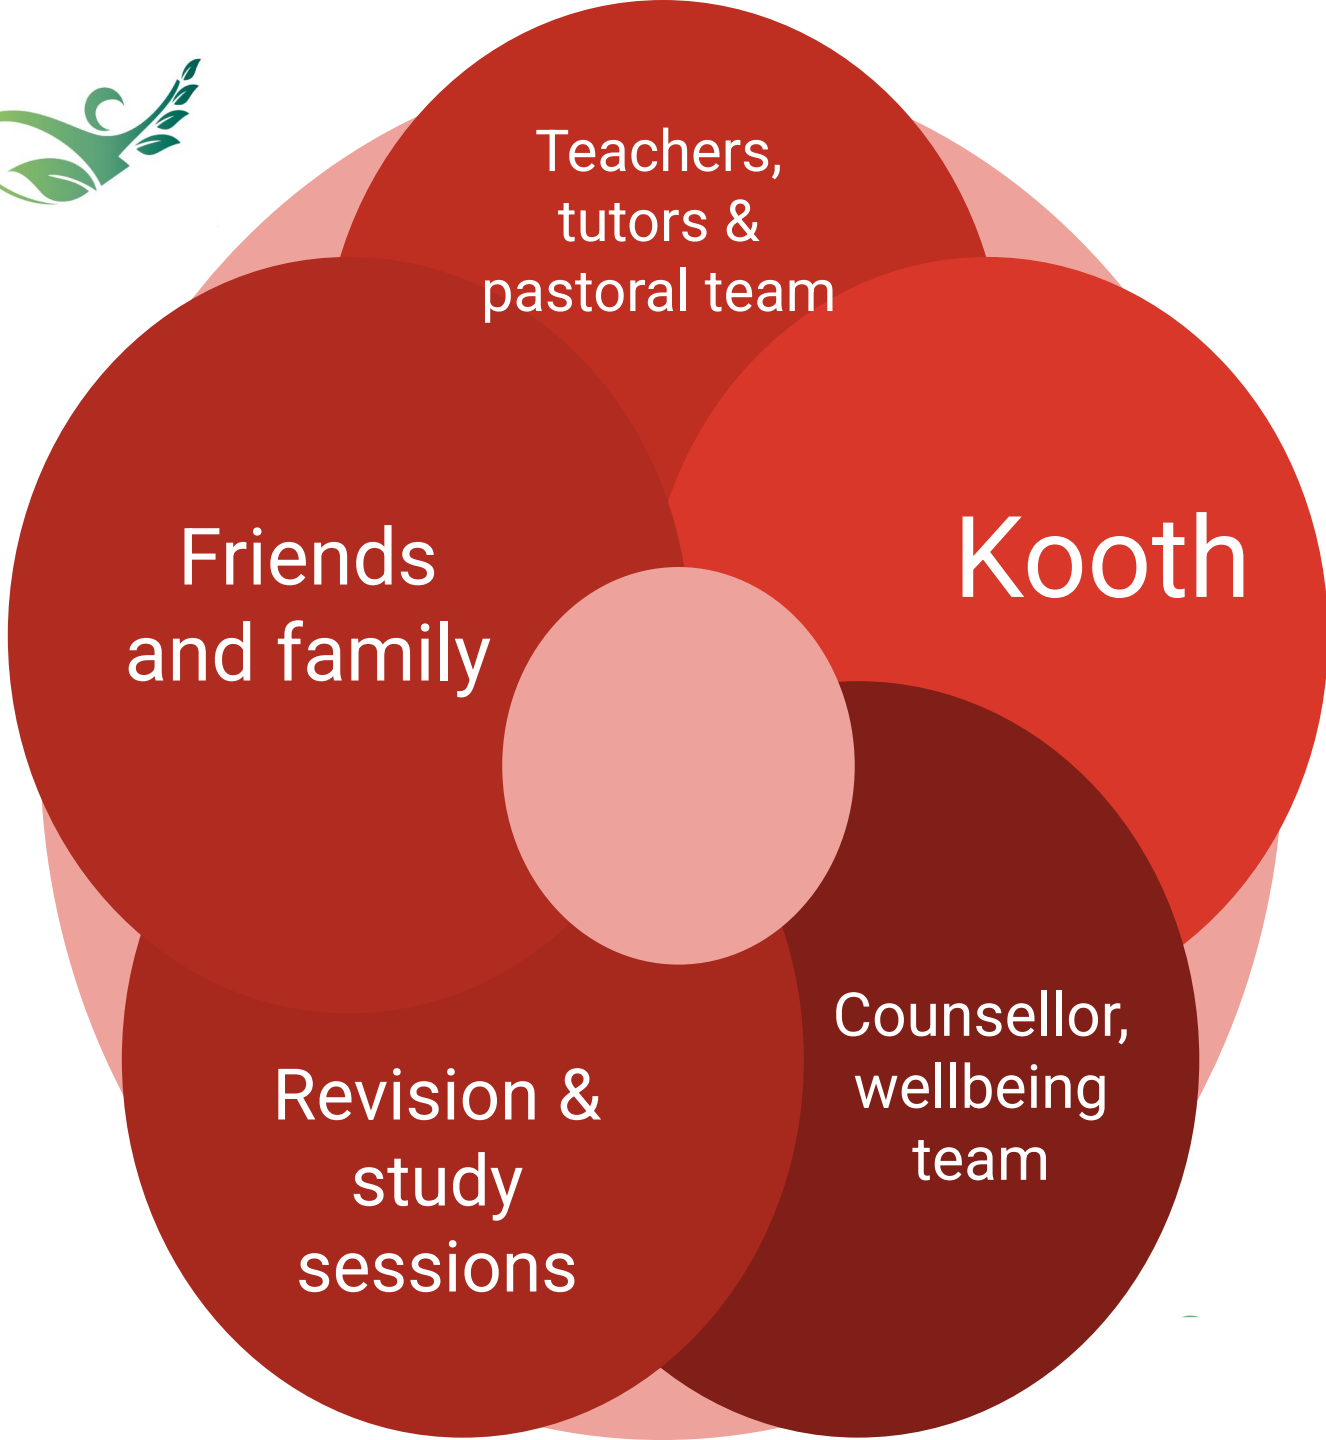 Teachers,
tutors &
pastoral team
Kooth
Friends
and family
Counsellor,
wellbeing
team
Revision &
study
sessions